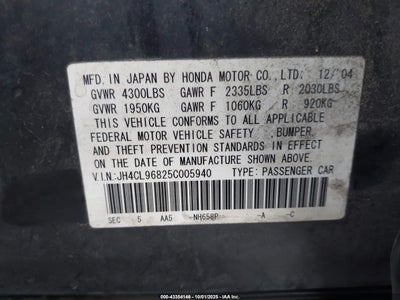 MFD. IN JAPAN BY HONDA MOTOR CO., LTD. 12/'04
GVWR 4300LBS GAWR F 2335LBS R 2030LBS
GVWR 1950KG GAWR F 1060KG R 920KG
THIS VEHICLE CONFORMS TO ALL APPLICABLE
FEDERAL MOTOR VEHICLE SAFETY , BUMPER,
AND THEFT PREVENTION STANDARDS IN EFFECT
ON THE DATE OF MANUFACTURE SHOWN ABOVE.
V.I.N:JH4CL96825C005940 TYPE: PASSENGER CAR
SEC 5 AA5 -NH658P -A -C
000-43354146 - 10/01/2025 - IAAI